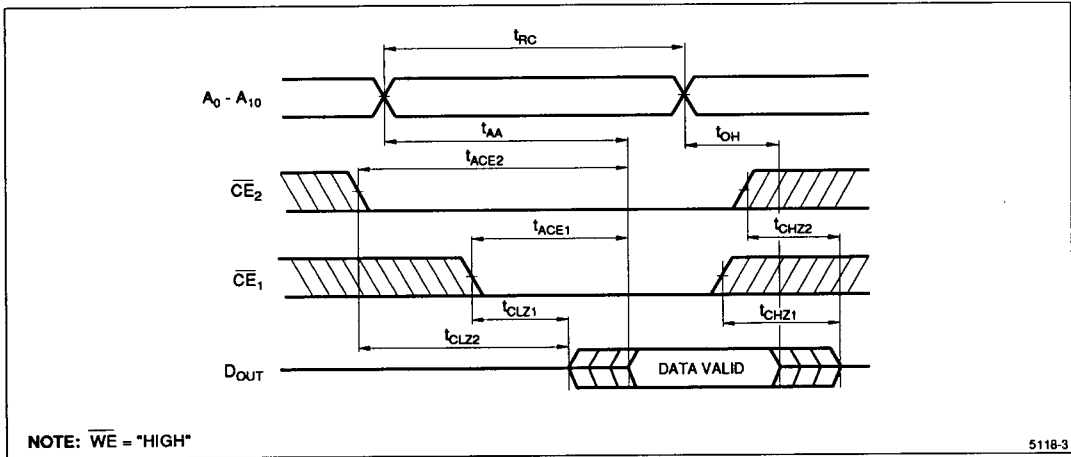 tRC
A0 - A10
tAA
tOH
tACE2
CE2
tCHZ2
tACE1
CE1
tCLZ1
tCHZ1
tCLZ2
DOUT
DATA VALID
NOTE: WE = "HIGH"
5118-3